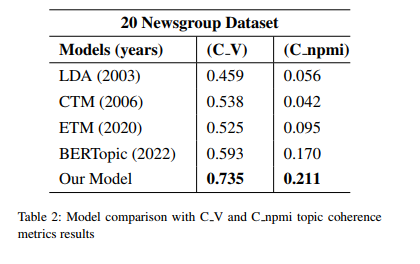 20 Newsgroup Dataset
Models (years) (C_V) (C_npmi)
LDA (2003) 0.459 0.056
CTM (2006) 0.538 0.042
ETM (2020) 0.525 0.095
BERTopic (2022) 0.593 0.170
Our Model 0.735 0.211
Table 2: Model comparison with C_V and C_npmi topic coherence
metrics results